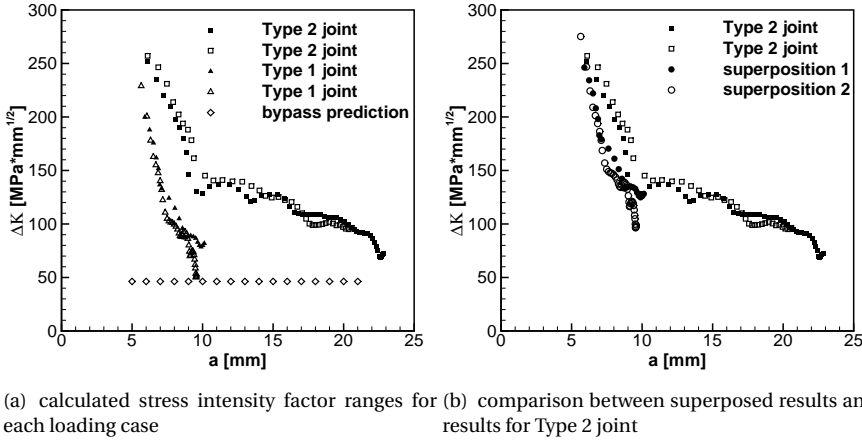 300
250
200
150
100
50
0
ΔK [MPa*mm^1/2]
Type 2 joint
Type 2 joint
Type 1 joint
Type 1 joint
bypass prediction
0 5 10 15 20 25
a [mm]
300
250
200
150
100
50
0
ΔK [MPa*mm^1/2]
Type 2 joint
Type 2 joint
superposition 1
superposition 2
0 5 10 15 20 25
a [mm]
(a) calculated stress intensity factor ranges for
each loading case
(b) comparison between superposed results an
results for Type 2 joint